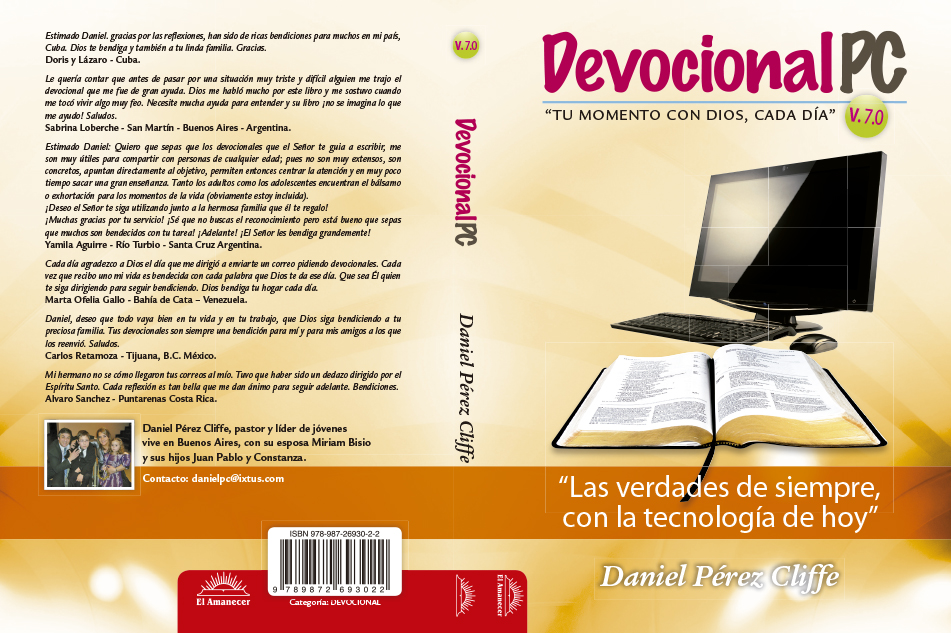 Estimado Daniel. gracias por las reflexiones, han sido de ricas bendiciones para muchos en mi país,
Cuba. Dios te bendiga y también a tu linda familia. Gracias.
Doris y Lázaro - Cuba.
Le quería contar que antes de pasar por una situación muy triste y difícil alguien me trajo el
devocional que me fue de gran ayuda. Dios me habló mucho por este libro y me sostuvo cuando
me tocó vivir algo muy feo. Necesite mucha ayuda para entender y su libro ¡no se imagina lo que
me ayudo! Saludos.
Sabrina Loberche - San Martín - Buenos Aires - Argentina.
Estimado Daniel: Quiero que sepas que los devocionales que el Señor te guia a escribir, me
son muy útiles para compartir con personas de cualquier edad; pues no son muy extensos, son
concretos, apuntan directamente al objetivo, permiten entonces centrar la atención y en muy poco
tiempo sacar una gran enseñanza. Tanto los adultos como los adolescentes encuentran el bálsamo
o exhortación para los momentos de la vida (obviamente estoy incluida).
¡Deseo el Señor te siga utilizando junto a la hermosa familia que él te regalo!
¡Muchas gracias por tu servicio! ¡Sé que no buscas el reconocimiento pero está bueno que sepas
que muchos son bendecidos con tu tarea! ¡Adelante! ¡El Señor les bendiga grandemente!
Yamila Aguirre - Río Turbio - Santa Cruz Argentina.
Cada día agradezco a Dios el día que me dirigió a enviarte un correo pidiendo devocionales. Cada
vez que recibo uno mi vida es bendecida con cada palabra que Dios te da ese día. Que sea Él quien
te siga dirigiendo para seguir bendiciendo. Dios bendiga tu hogar cada día.
Marta Ofelia Gallo - Bahía de Cata – Venezuela.
Daniel, deseo que todo vaya bien en tu vida y en tu trabajo, que Dios siga bendiciendo a tu
preciosa familia. Tus devocionales son siempre una bendición para mí y para mis amigos a los que
los reenvió. Saludos.
Carlos Retamoza - Tijuana, B.C. México.
Mi hermano no se cómo llegaron tus correos al mío. Tuvo que haber sido un dedazo dirigido por el
Espíritu Santo. Cada reflexión es tan bella que me dan ánimo para seguir adelante. Bendiciones.
Alvaro Sanchez - Puntarenas Costa Rica.
Daniel Pérez Cliffe, pastor y líder de jóvenes
vive en Buenos Aires, con su esposa Miriam Bisio
y sus hijos Juan Pablo y Constanza.
Contacto: danielpc@ixtus.com
ISBN 978-987-26930-2-2
9 789872 693022
Categoría: DEVOCIONAL
El Amanecer
V. 7.0
DevocionalPC
Daniel Pérez Cliffe
El Amanecer
DevocionalPC
“TU MOMENTO CON DIOS, CADA DÍA”
V. 7.0
“Las verdades de siempre,
con la tecnología de hoy”
Daniel Pérez Cliffe